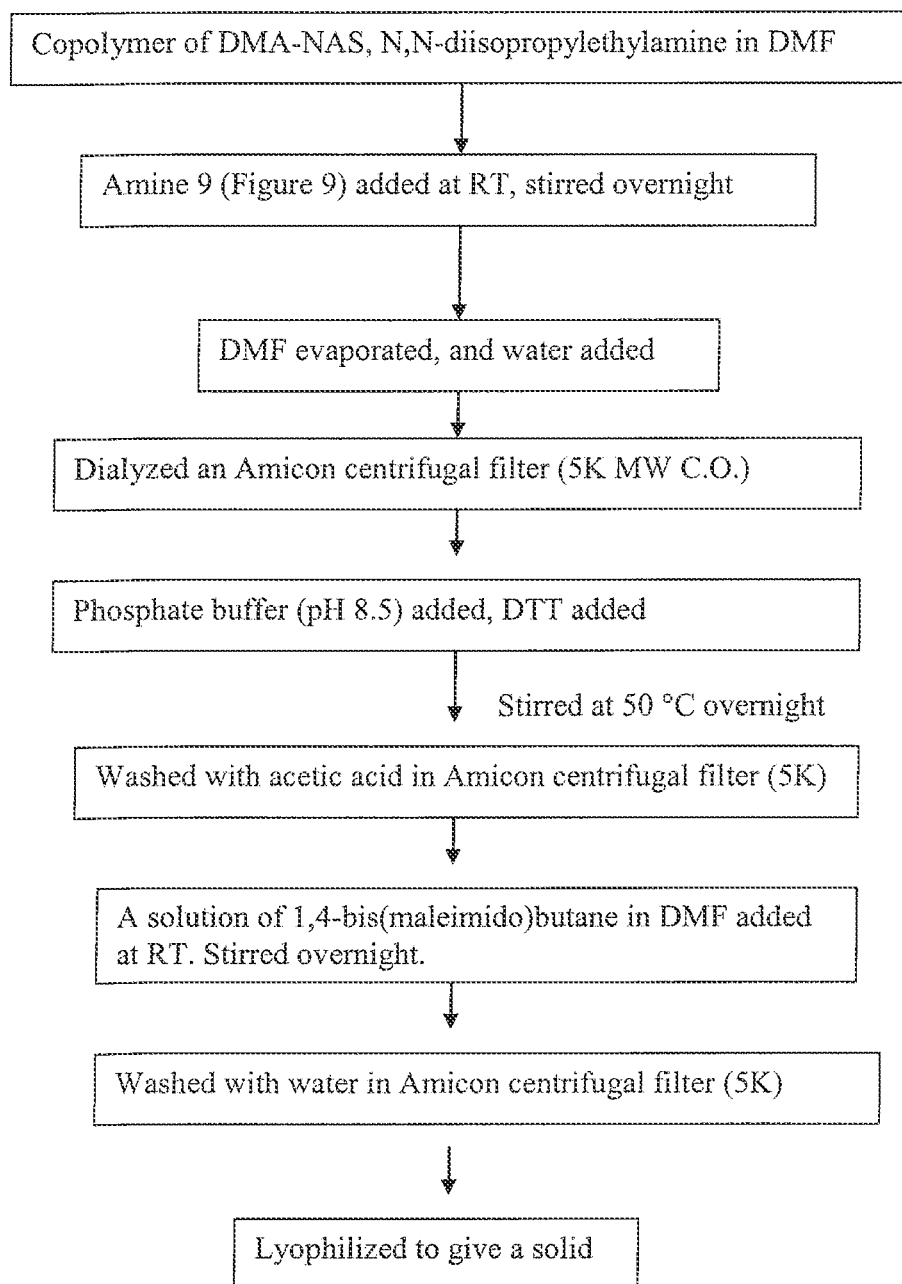 Copolymer of DMA-NAS, N,N-diisopropylethylamine in DMF
Amine 9 (Figure 9) added at RT, stirred overnight
DMF evaporated, and water added
Dialyzed an Amicon centrifugal filter (5K MW C.O.)
Phosphate buffer (pH 8.5) added, DTT added
Stirred at 50 °C overnight
Washed with acetic acid in Amicon centrifugal filter (5K)
A solution of 1,4-bis(maleimido)butane in DMF added
at RT. Stirred overnight.
Washed with water in Amicon centrifugal filter (5K)
Lyophilized to give a solid